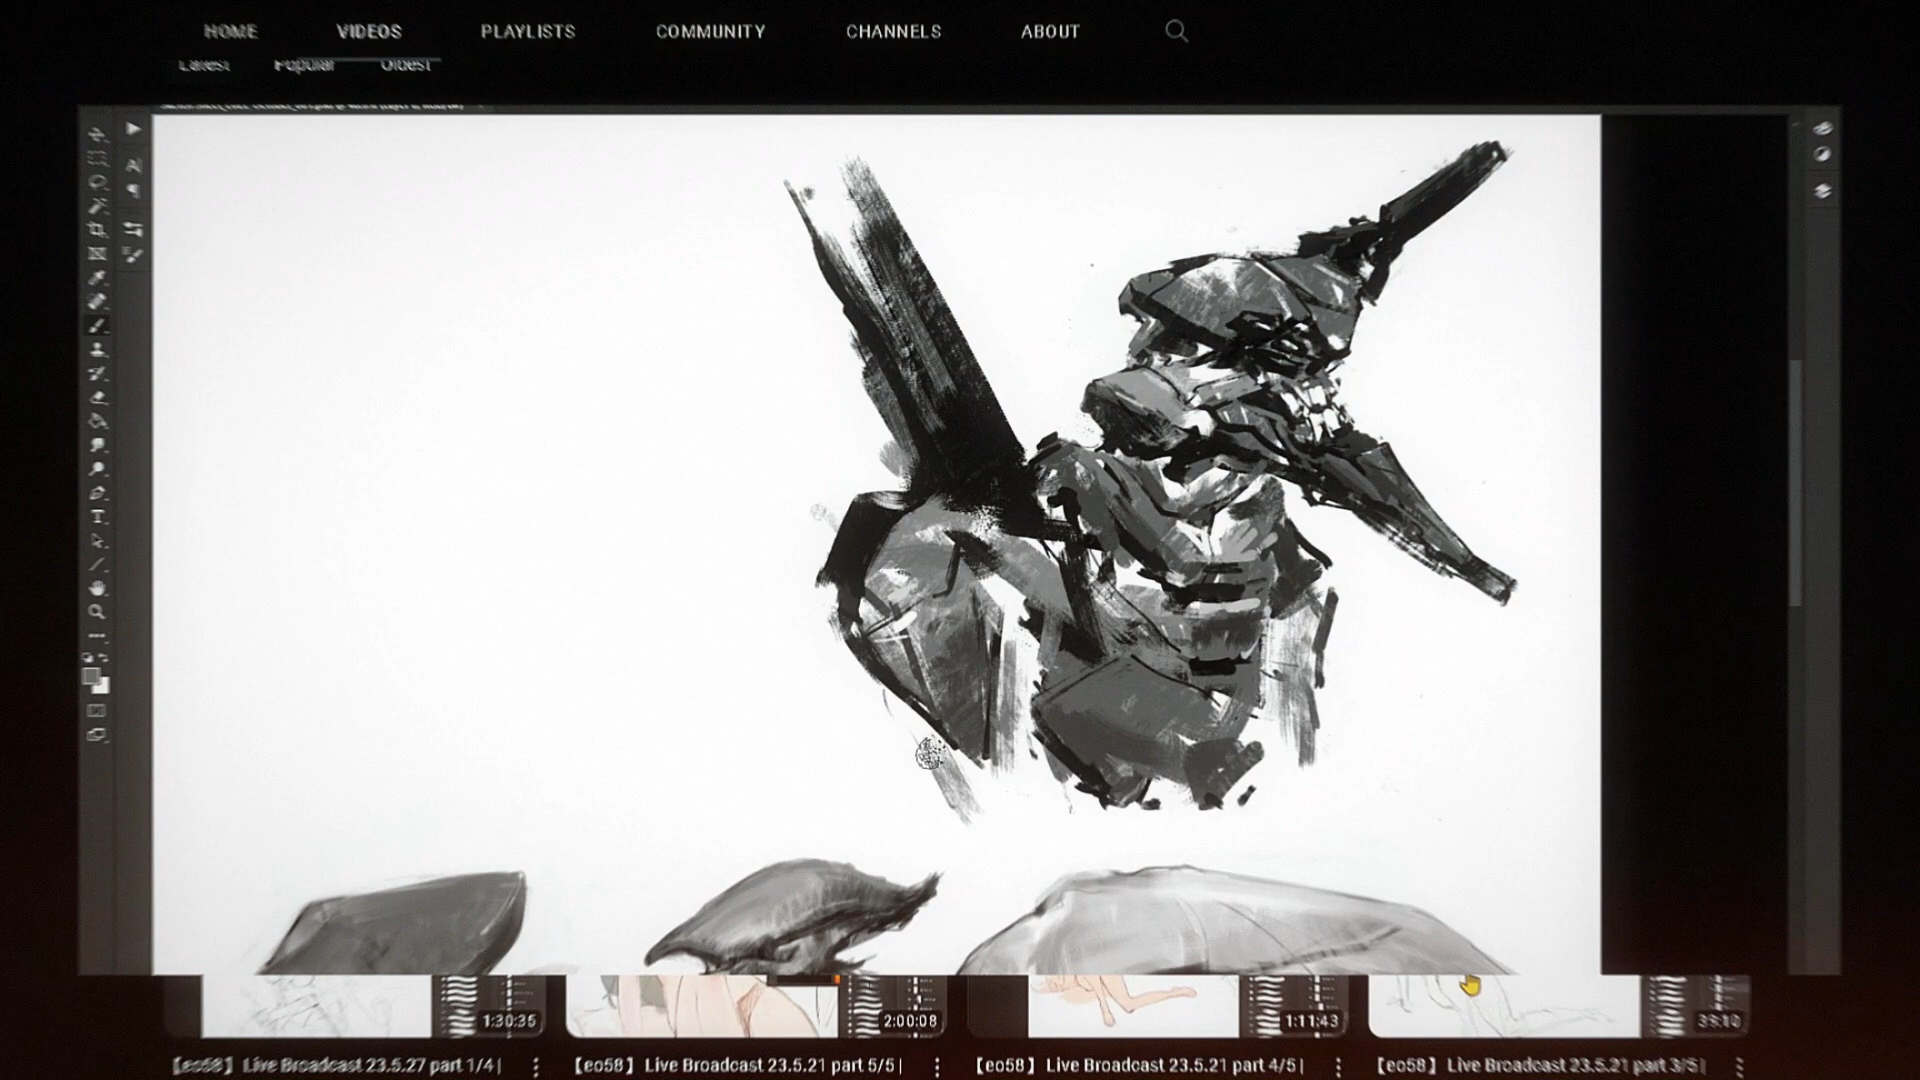 HOME VIDEOS PLAYLISTS COMMUNITY CHANNELS ABOUT
Latest Popular Oldest
1:30:35 2:00:08 1:11:43 39:10
【eo58】Live Broadcast 23.5.27 part 1/4 | 【eo58】Live Broadcast 23.5.21 part 5/5 | 【eo58】Live Broadcast 23.5.21 part 4/5 | 【eo58】Live Broadcast 23.5.21 part 3/5 |